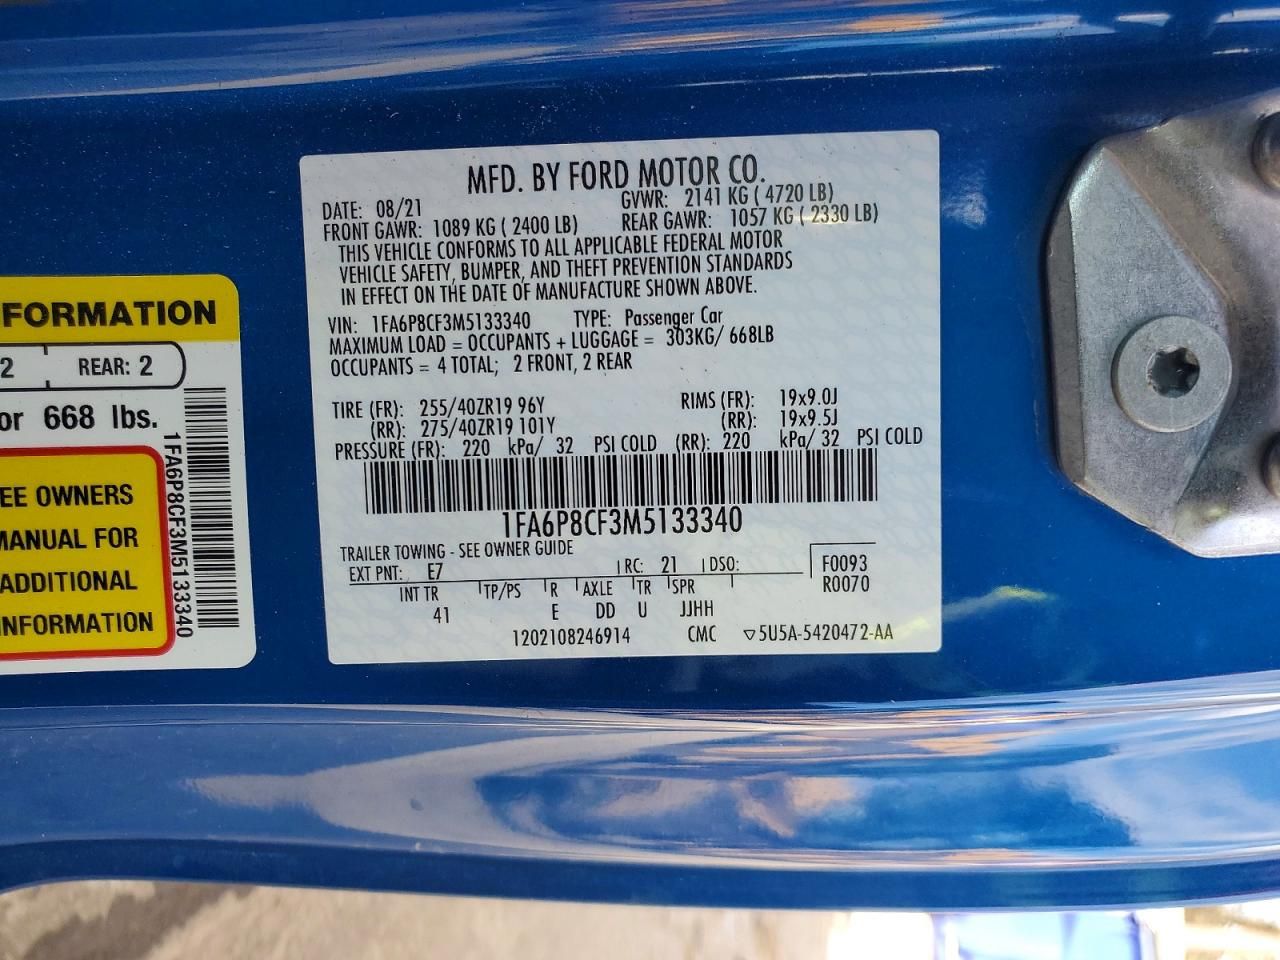 MFD. BY FORD MOTOR CO.
DATE: 08/21 GVWR: 2141 KG ( 4720 LB)
FRONT GAWR: 1089 KG ( 2400 LB) REAR GAWR: 1057 KG ( 2330 LB)
THIS VEHICLE CONFORMS TO ALL APPLICABLE FEDERAL MOTOR
VEHICLE SAFETY, BUMPER, AND THEFT PREVENTION STANDARDS
IN EFFECT ON THE DATE OF MANUFACTURE SHOWN ABOVE.
VIN: 1FA6P8CF3M5133340 TYPE: Passenger Car
MAXIMUM LOAD = OCCUPANTS + LUGGAGE = 303KG/ 668LB
OCCUPANTS = 4 TOTAL; 2 FRONT, 2 REAR
TIRE (FR): 255/40ZR19 96Y RIMS (FR): 19x9.0J
(RR): 275/40ZR19 101Y (RR): 19x9.5J
PRESSURE (FR): 220 kPa/ 32 PSI COLD (RR): 220 kPa/ 32 PSI COLD
1FA6P8CF3M5133340
TRAILER TOWING - SEE OWNER GUIDE
EXT PNT: E7 RC: 21 DSO: F0093
INT TR TP/PS R AXLE TR SPR R0070
41 E DD U JJHH
1202108246914 CMC ▽5U5A-5420472-AA
FORMATION
2 REAR: 2
or 668 lbs.
EE OWNERS
MANUAL FOR
ADDITIONAL
INFORMATION
1FA6P8CF3M5133340